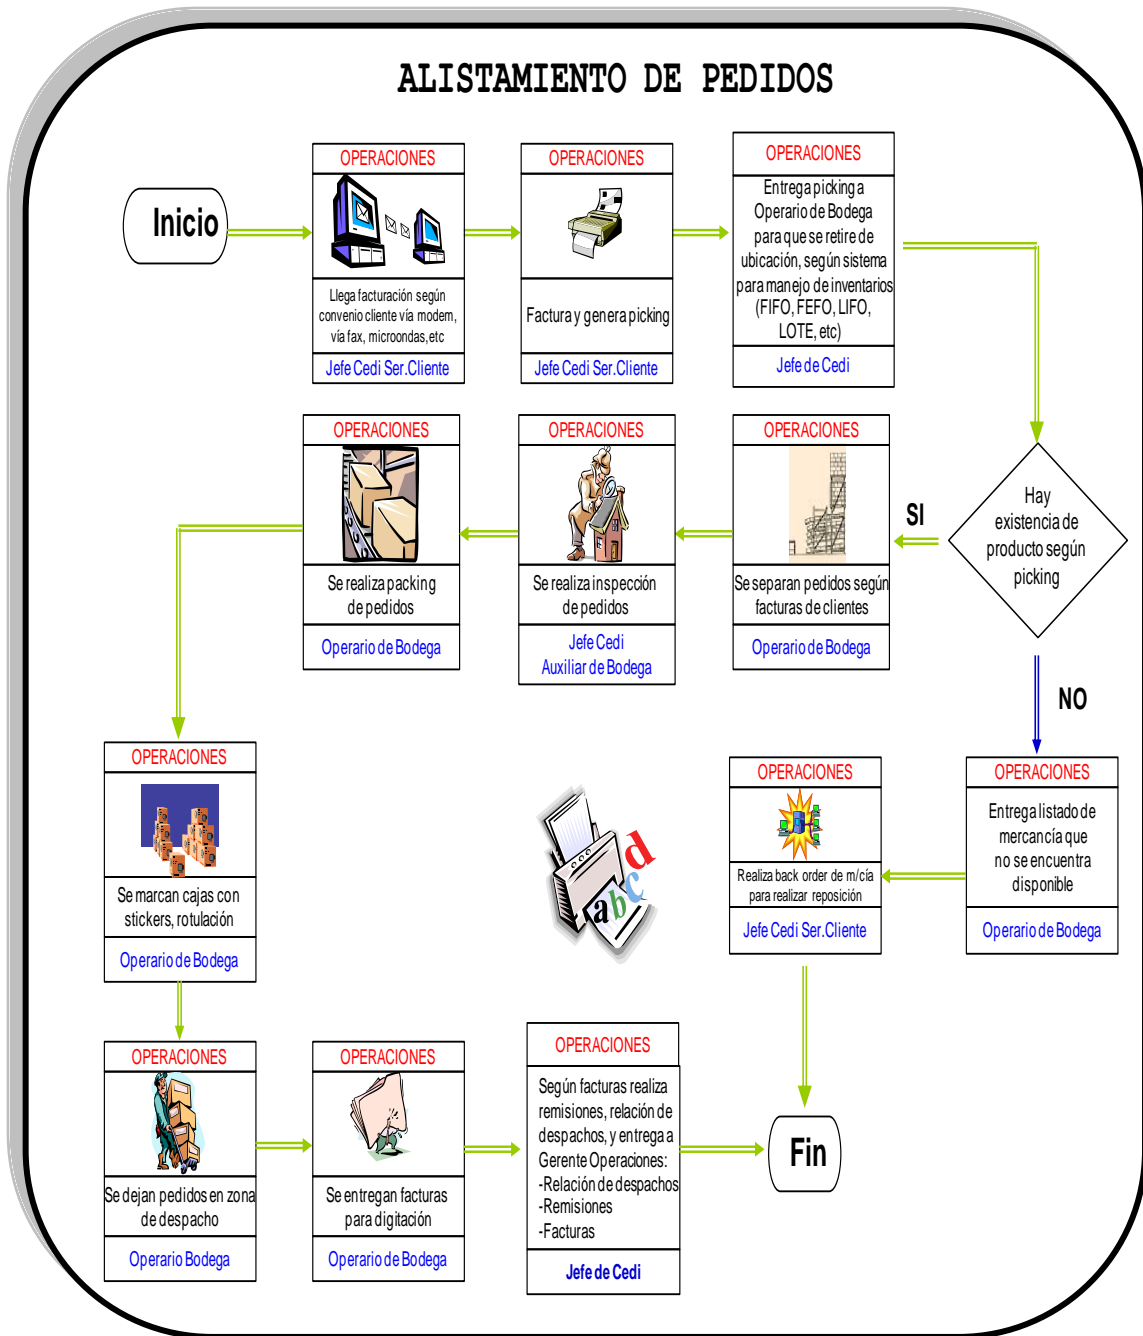 ALISTAMIENTO DE PEDIDOS
Inicio
OPERACIONES
Llega facturación según
convenio cliente vía modem,
vía fax, microondas,etc
Jefe Cedi Ser.Cliente
OPERACIONES
Factura y genera picking
Jefe Cedi Ser.Cliente
OPERACIONES
Entrega picking a
Operario de Bodega
para que se retire de
ubicación, según sistema
para manejo de inventarios
(FIFO, FEFO, LIFO,
LOTE, etc)
Jefe de Cedi
Hay
existencia de
producto según
picking
SI
OPERACIONES
Se separan pedidos según
facturas de clientes
Operario de Bodega
OPERACIONES
Se realiza inspección
de pedidos
Jefe Cedi
Auxiliar de Bodega
OPERACIONES
Se realiza packing
de pedidos
Operario de Bodega
NO
OPERACIONES
Entrega listado de
mercancía que
no se encuentra
disponible
Operario de Bodega
OPERACIONES
Realiza back order de m/cía
para realizar reposición
Jefe Cedi Ser.Cliente
abcd
OPERACIONES
Se marcan cajas con
stickers, rotulación
Operario de Bodega
OPERACIONES
Se dejan pedidos en zona
de despacho
Operario Bodega
OPERACIONES
Se entregan facturas
para digitación
Operario de Bodega
OPERACIONES
Según facturas realiza
remisiones, relación de
despachos, y entrega a
Gerente Operaciones:
-Relación de despachos
-Remisiones
-Facturas
Jefe de Cedi
Fin